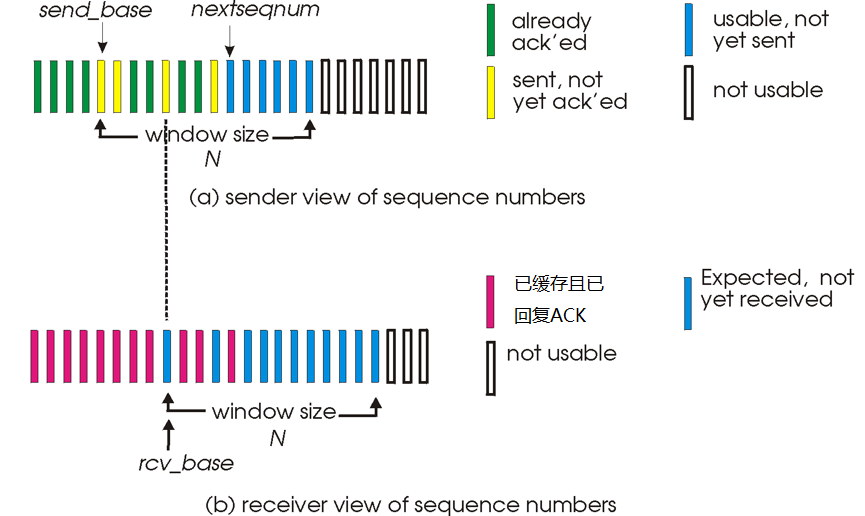 send_base
nextseqnum
already
ack'ed
usable, not
yet sent
sent, not
yet ack'ed
not usable
window size
N
(a) sender view of sequence numbers
已缓存且已
回复ACK
Expected, not
yet received
not usable
window size
N
rcv_base
(b) receiver view of sequence numbers